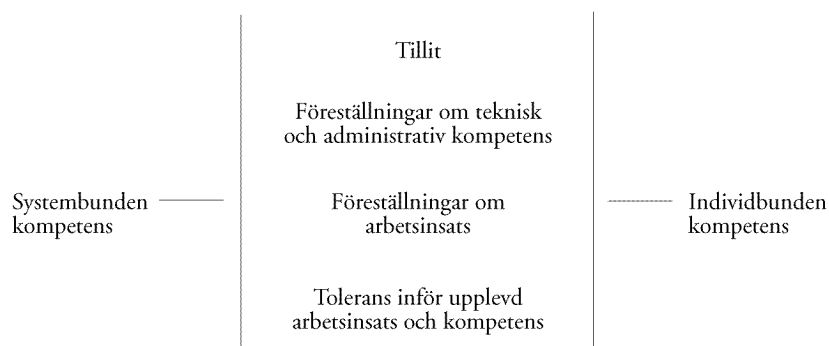 Tillit
Föreställningar om teknisk
och administrativ kompetens
Systembunden
kompetens
Föreställningar om
arbetsinsats
Individbunden
kompetens
Tolerans inför upplevd
arbetsinsats och kompetens